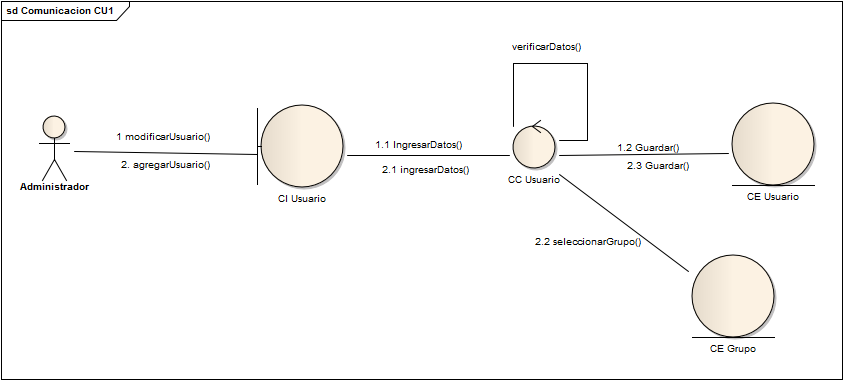 sd Comunicacion CU1
verificarDatos()
1 modificarUsuario()
1.1 IngresarDatos()
1.2 Guardar()
2. agregarUsuario()
2.1 ingresarDatos()
2.3 Guardar()
Administrador
CI Usuario
CC Usuario
CE Usuario
2.2 seleccionarGrupo()
CE Grupo